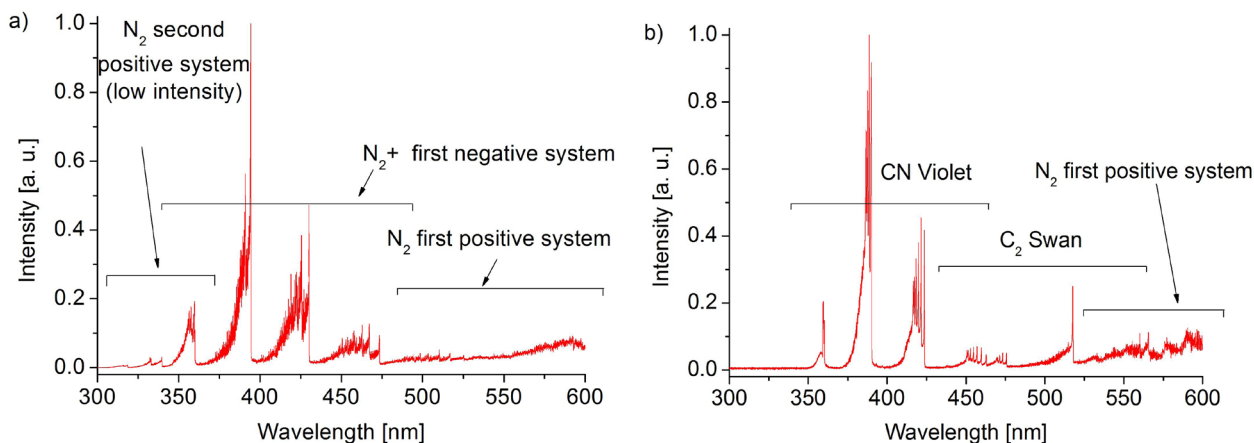 a)
N2 second
positive system
(low intensity)
N2+ first negative system
N2 first positive system
Intensity [a. u.]
1.0
0.8
0.6
0.4
0.2
0.0
300 350 400 450 500 550 600
Wavelength [nm]
b)
CN Violet
N2 first positive system
C2 Swan
Intensity [a. u.]
1.0
0.8
0.6
0.4
0.2
0.0
300 350 400 450 500 550 600
Wavelength [nm]